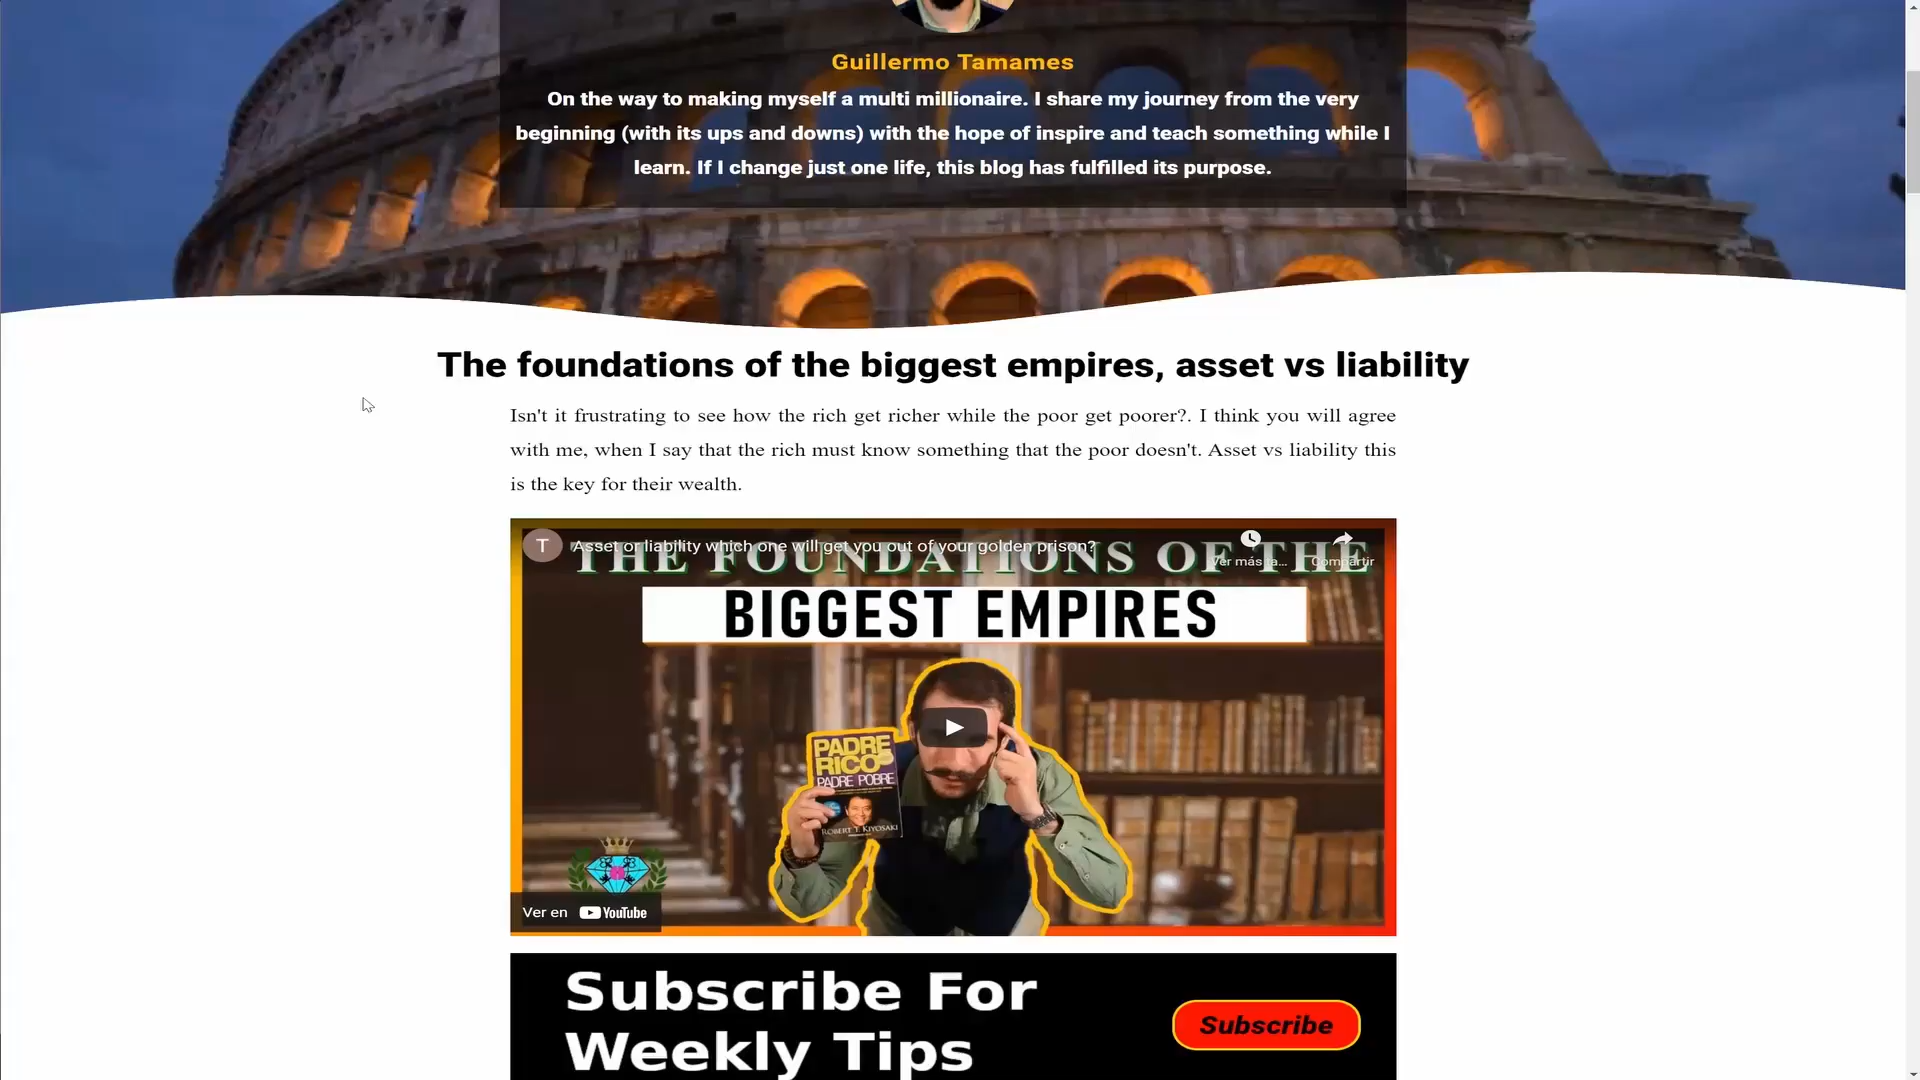 Guillermo Tamames
On the way to making myself a multi millionaire. I share my journey from the very
beginning (with its ups and downs) with the hope of inspire and teach something while I
learn. If I change just one life, this blog has fulfilled its purpose.
The foundations of the biggest empires, asset vs liability
Isn't it frustrating to see how the rich get richer while the poor get poorer?. I think you will agree
with me, when I say that the rich must know something that the poor doesn't. Asset vs liability this
is the key for their wealth.
T
Asset or liability which one will get you out of your golden prison?
Ver más ta...
Compartir
THE FOUNDATIONS OF THE
BIGGEST EMPIRES
PADRE
RICO
PADRE POBRE
ROBERT T. KIYOSAKI
Ver en YouTube
Subscribe For
Weekly Tips
Subscribe